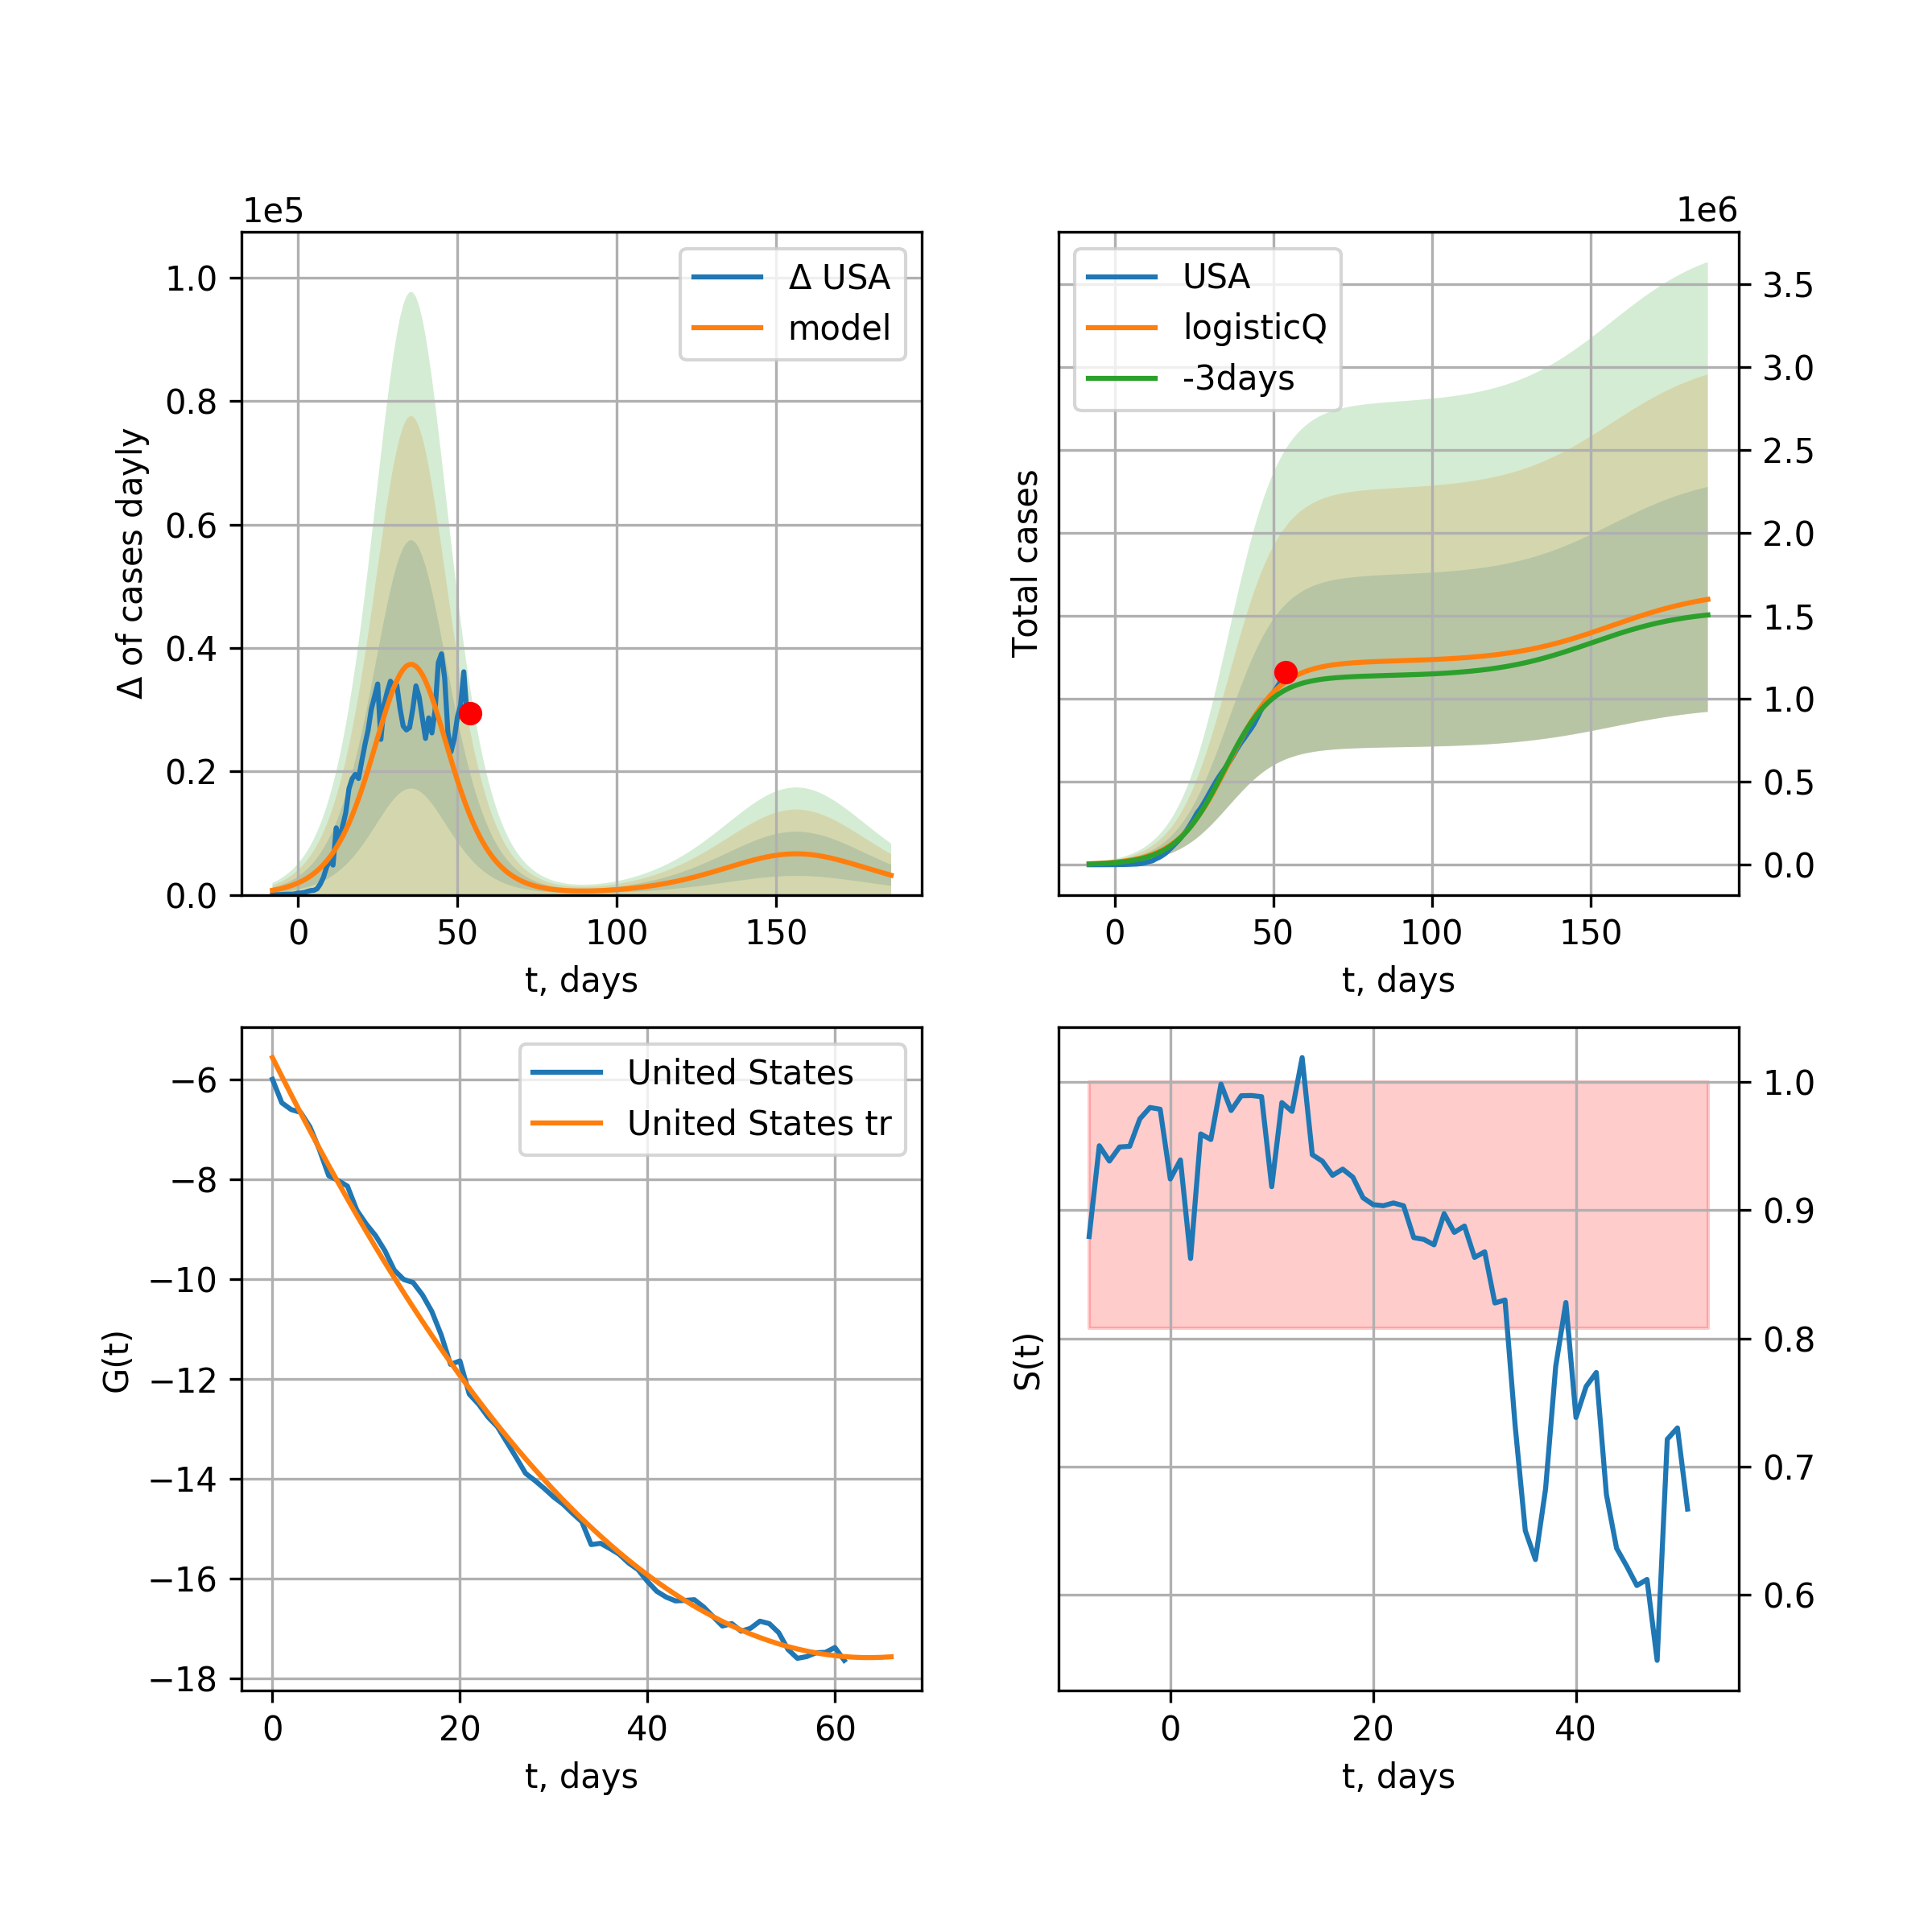 1e5
1.0
0.8
0.6
0.4
0.2
0.0
Δ of cases dayly
Δ USA
model
0 50 100 150
t, days
1e6
USA
logisticQ
-3days
Total cases
3.5
3.0
2.5
2.0
1.5
1.0
0.5
0.0
0 50 100 150
t, days
−6
−8
−10
−12
−14
−16
−18
G(t)
United States
United States tr
0 20 40 60
t, days
S(t)
1.0
0.9
0.8
0.7
0.6
0 20 40
t, days